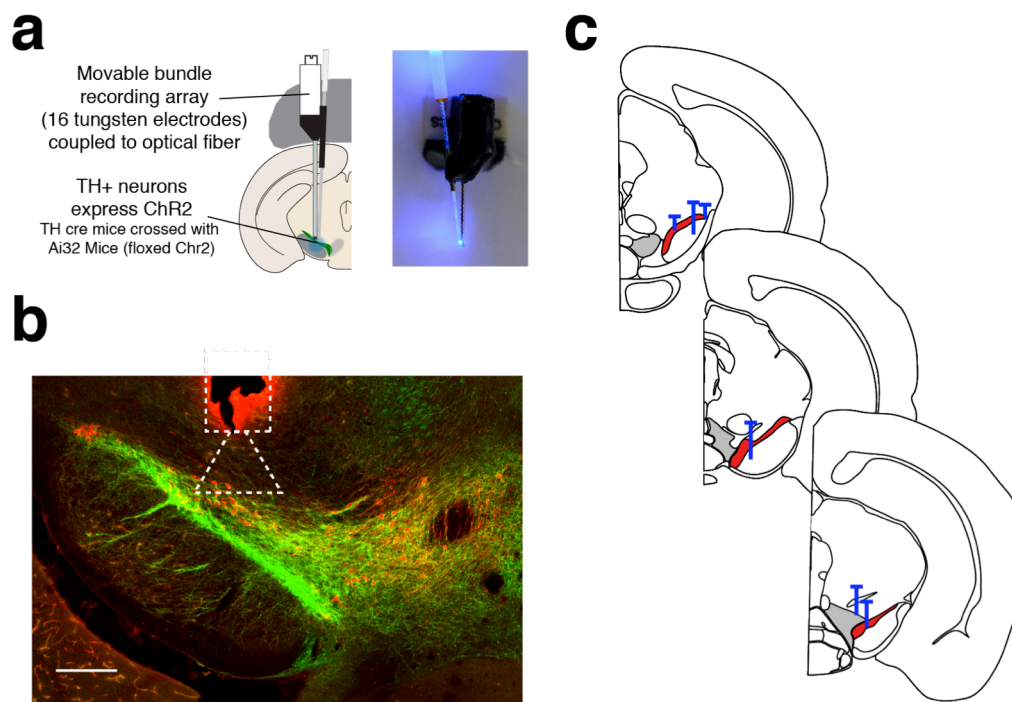 a
Movable bundle
recording array
(16 tungsten electrodes)
coupled to optical fiber
TH+ neurons
express ChR2
TH cre mice crossed with
Ai32 Mice (floxed Chr2)
b
c